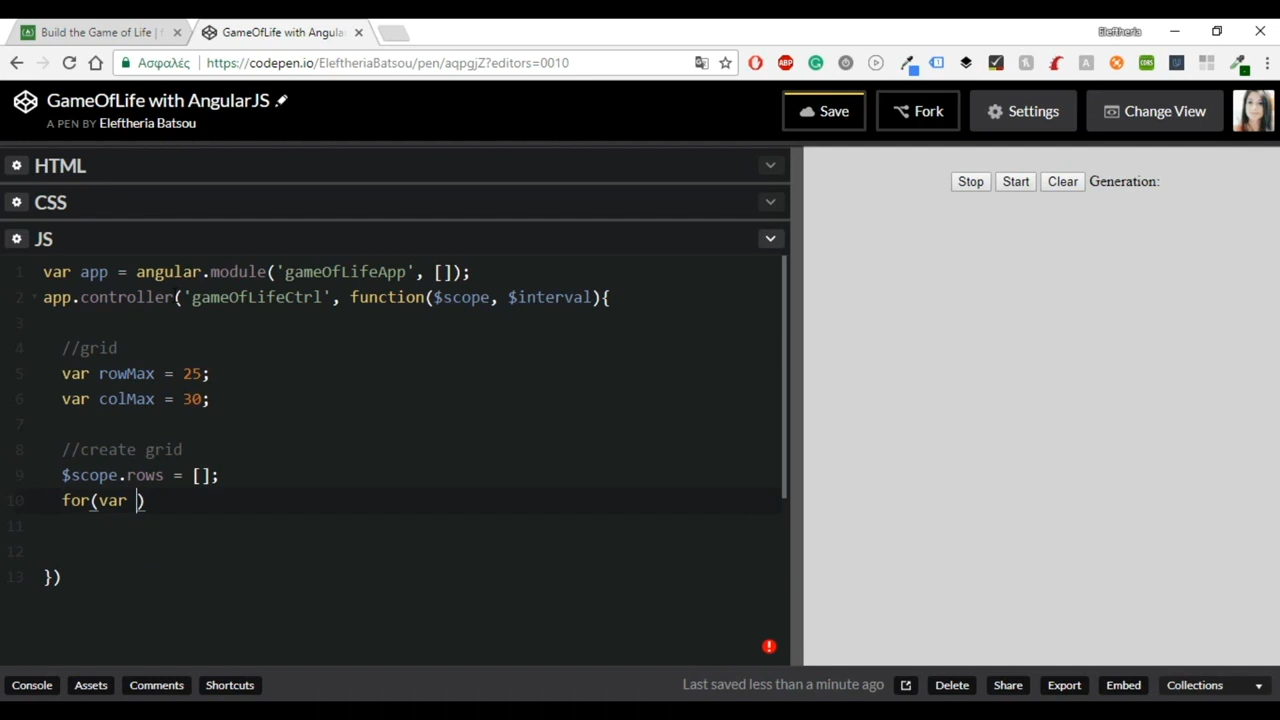 Build the Game of Life | f
GameOfLife with Angular
Eleftheria
Ασφαλές
https://codepen.io/EleftheriaBatsou/pen/aqpgjZ?editors=0010
GameOfLife with AngularJS
A PEN BY Eleftheria Batsou
Save
Fork
Settings
Change View
HTML
CSS
JS
Stop
Start
Clear
Generation:
1 var app = angular.module('gameOfLifeApp', []);
2 app.controller('gameOfLifeCtrl', function($scope, $interval){
3
4 //grid
5 var rowMax = 25;
6 var colMax = 30;
7
8 //create grid
9 $scope.rows = [];
10 for(var )
11
12
13 })
Console
Assets
Comments
Shortcuts
Last saved less than a minute ago
Delete
Share
Export
Embed
Collections